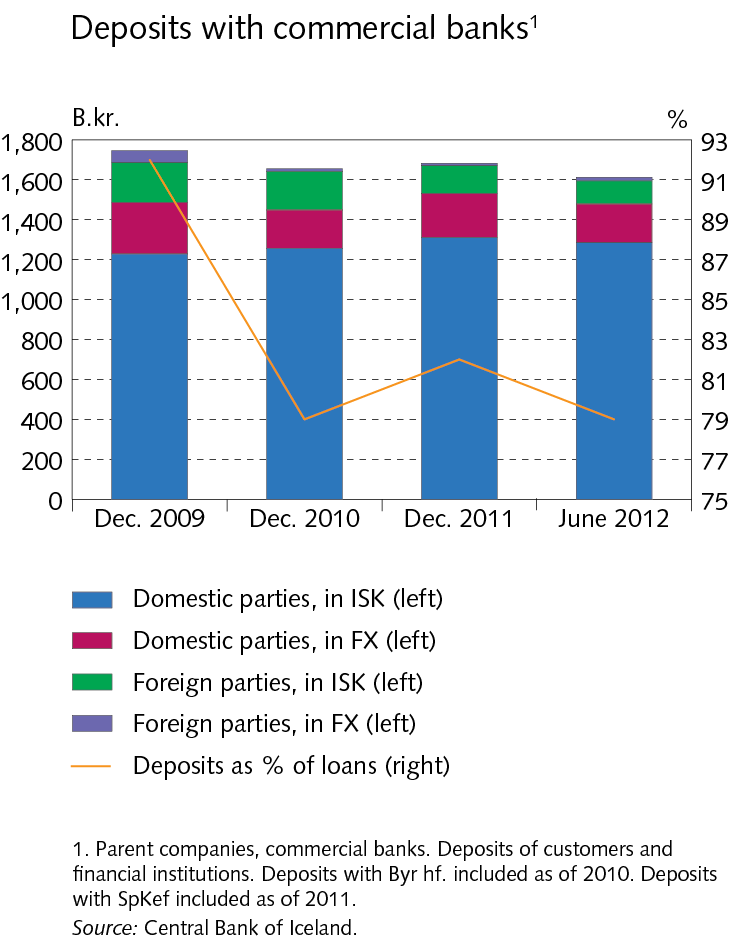 Deposits with commercial banks¹
B.kr.
%
1,800
1,600
1,400
1,200
1,000
800
600
400
200
0
93
91
89
87
85
83
81
79
77
75
Dec. 2009 Dec. 2010 Dec. 2011 June 2012
Domestic parties, in ISK (left)
Domestic parties, in FX (left)
Foreign parties, in ISK (left)
Foreign parties, in FX (left)
Deposits as % of loans (right)
1. Parent companies, commercial banks. Deposits of customers and
financial institutions. Deposits with Byr hf. included as of 2010. Deposits
with SpKef included as of 2011.
Source: Central Bank of Iceland.